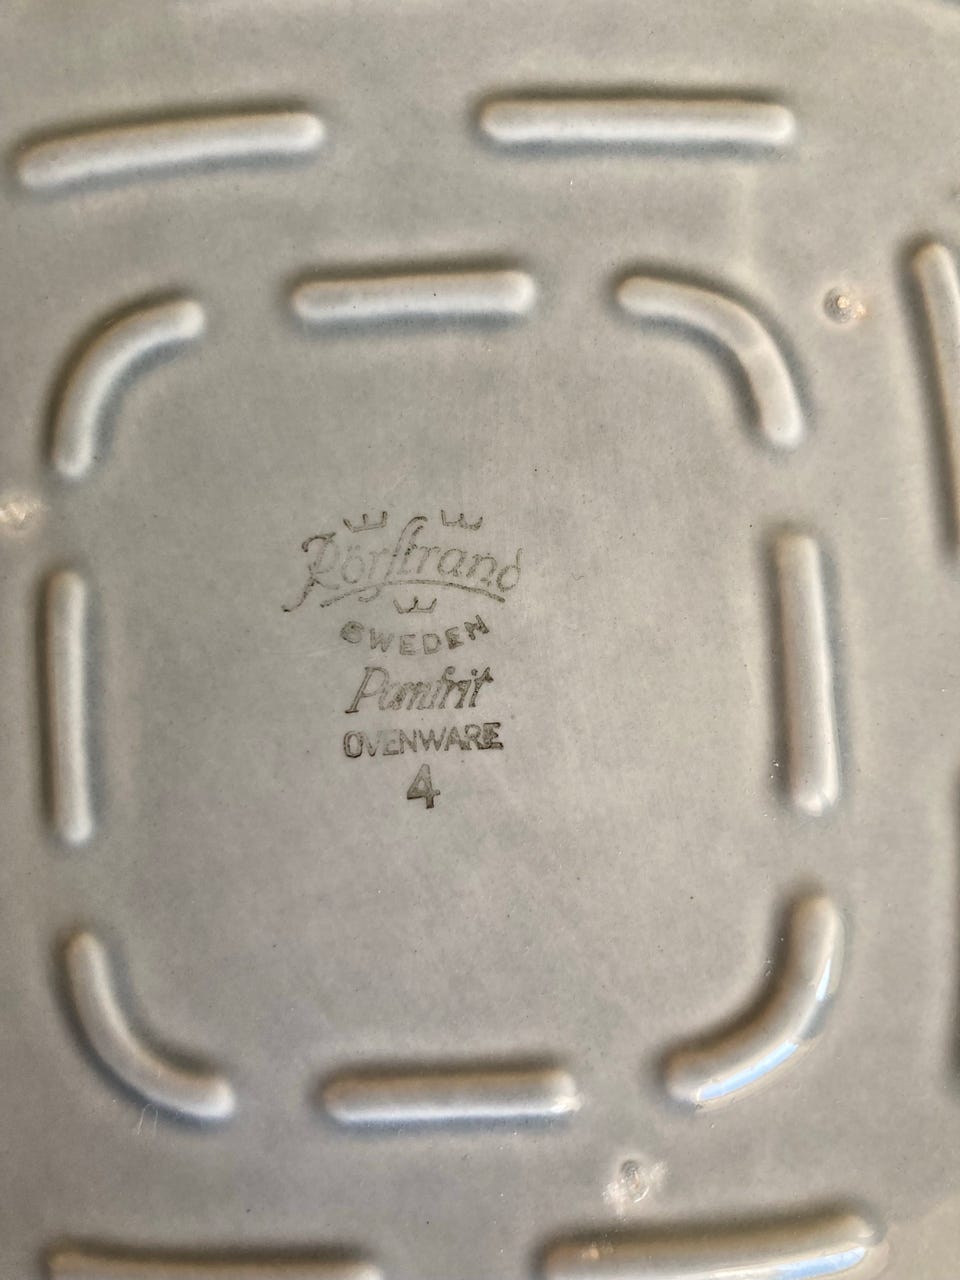 Rörstrand
SWEDEN
Pomfrit
OVENWARE
4